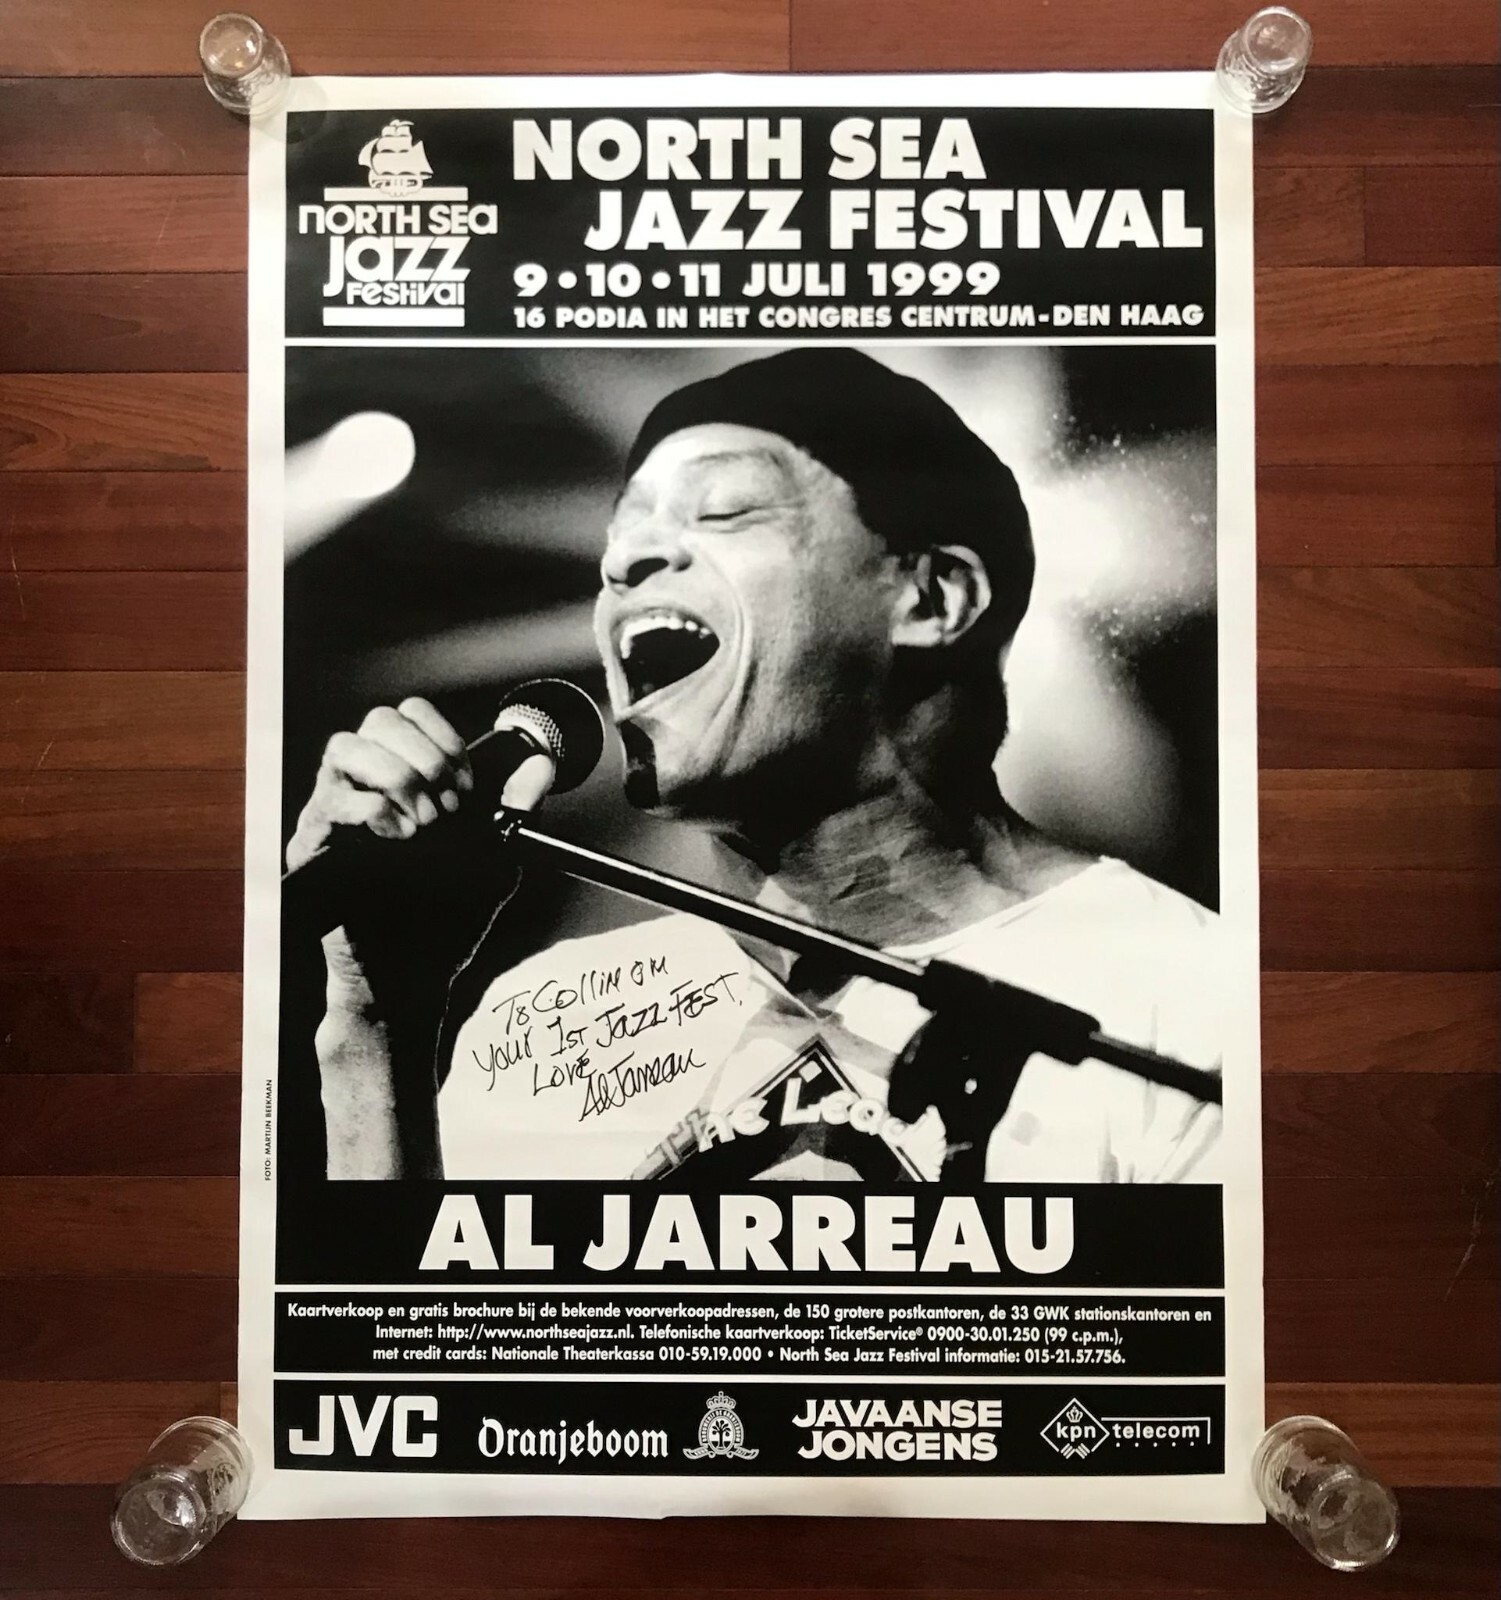 NORTH SEA
JAZZ FESTIVAL
9 • 10 • 11 JULI 1999
16 PODIA IN HET CONGRES CENTRUM - DEN HAAG
NORTH SEA
Jazz
FESTIVAL
To Collin on
your 1st Jazz FEST.
Love
Al Jarreau
The Lea
FOTO: MARTIJN BEEKMAN
AL JARREAU
Kaartverkoop en gratis brochure bij de bekende voorverkoopadressen, de 150 grotere postkantoren, de 33 GWK stationskantoren en
Internet: http://www.northseajazz.nl. Telefonische kaartverkoop: TicketService® 0900-30.01.250 (99 c.p.m.),
met credit cards: Nationale Theaterkassa 010-59.19.000 • North Sea Jazz Festival informatie: 015-21.57.756.
JVC
Oranjeboom
JAVAANSE
JONGENS
kpn telecom